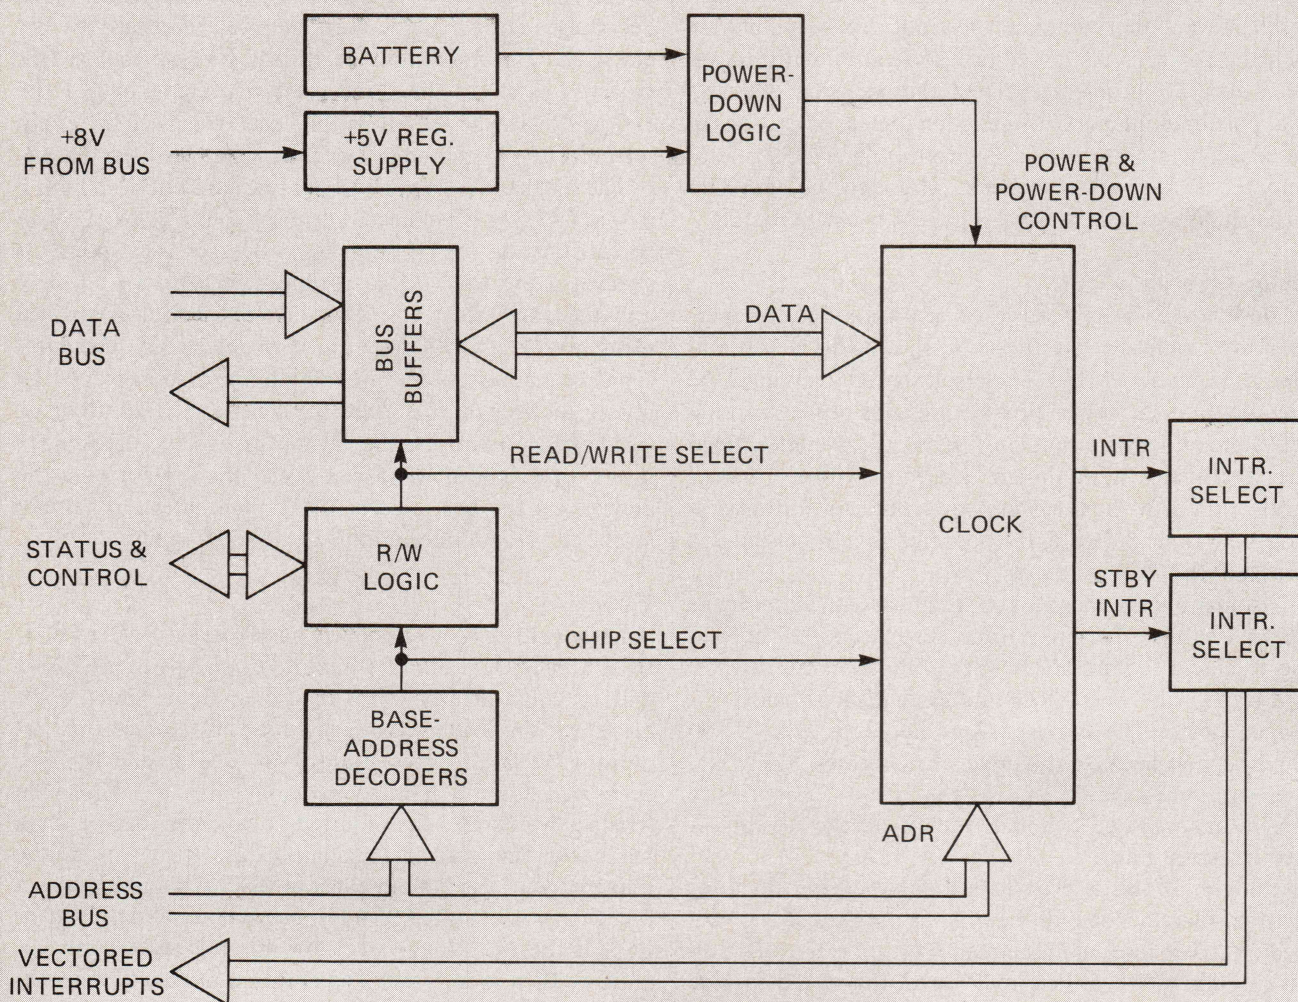 BATTERY
POWER-
DOWN
LOGIC
+8V
FROM BUS
+5V REG.
SUPPLY
POWER &
POWER-DOWN
CONTROL
DATA
BUS
BUS
BUFFERS
DATA
READ/WRITE SELECT
INTR
INTR.
SELECT
CLOCK
STATUS &
CONTROL
R/W
LOGIC
STBY
INTR
INTR.
SELECT
CHIP SELECT
BASE-
ADDRESS
DECODERS
ADR
ADDRESS
BUS
VECTORED
INTERRUPTS